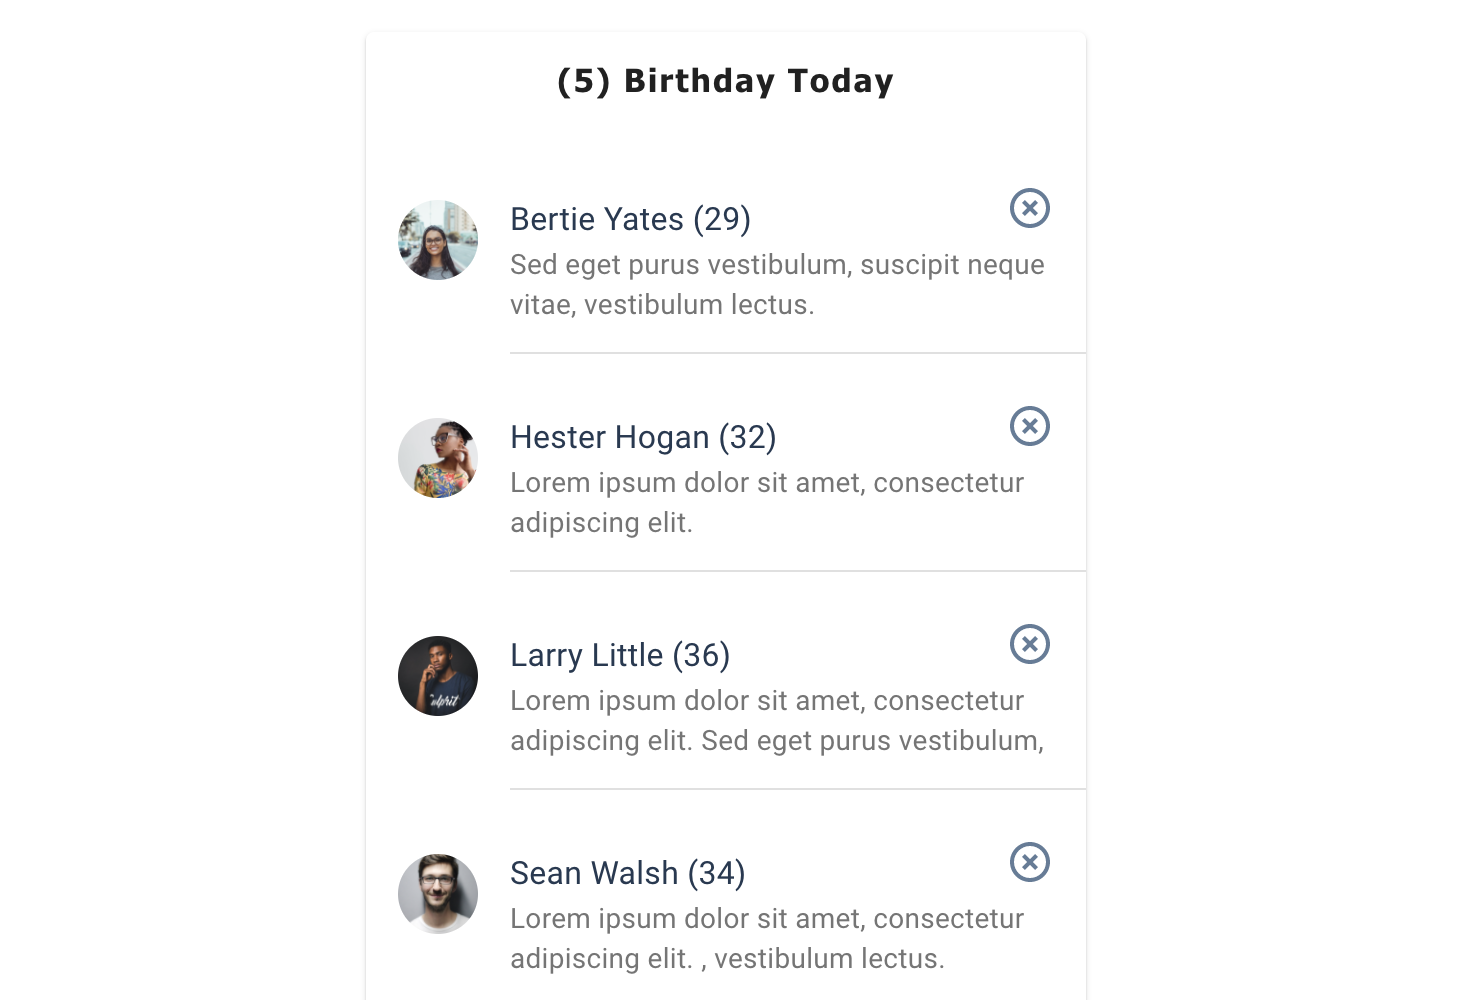 (5) Birthday Today
Bertie Yates (29)
Sed eget purus vestibulum, suscipit neque
vitae, vestibulum lectus.
Hester Hogan (32)
Lorem ipsum dolor sit amet, consectetur
adipiscing elit.
Larry Little (36)
Lorem ipsum dolor sit amet, consectetur
adipiscing elit. Sed eget purus vestibulum,
Sean Walsh (34)
Lorem ipsum dolor sit amet, consectetur
adipiscing elit. , vestibulum lectus.